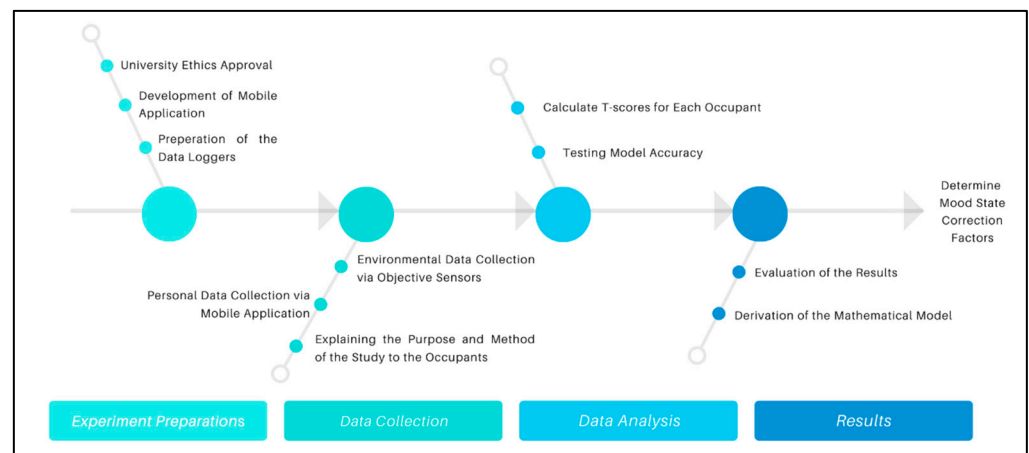 University Ethics Approval
Development of Mobile
Application
Preperation of the
Data Loggers
Calculate T-scores for Each Occupant
Testing Model Accuracy
Determine
Mood State
Correction
Factors
Environmental Data Collection
via Objective Sensors
Personal Data Collection via
Mobile Application
Explaining the Purpose and Method
of the Study to the Occupants
Evaluation of the Results
Derivation of the Mathematical Model
Experiment Preparations
Data Collection
Data Analysis
Results